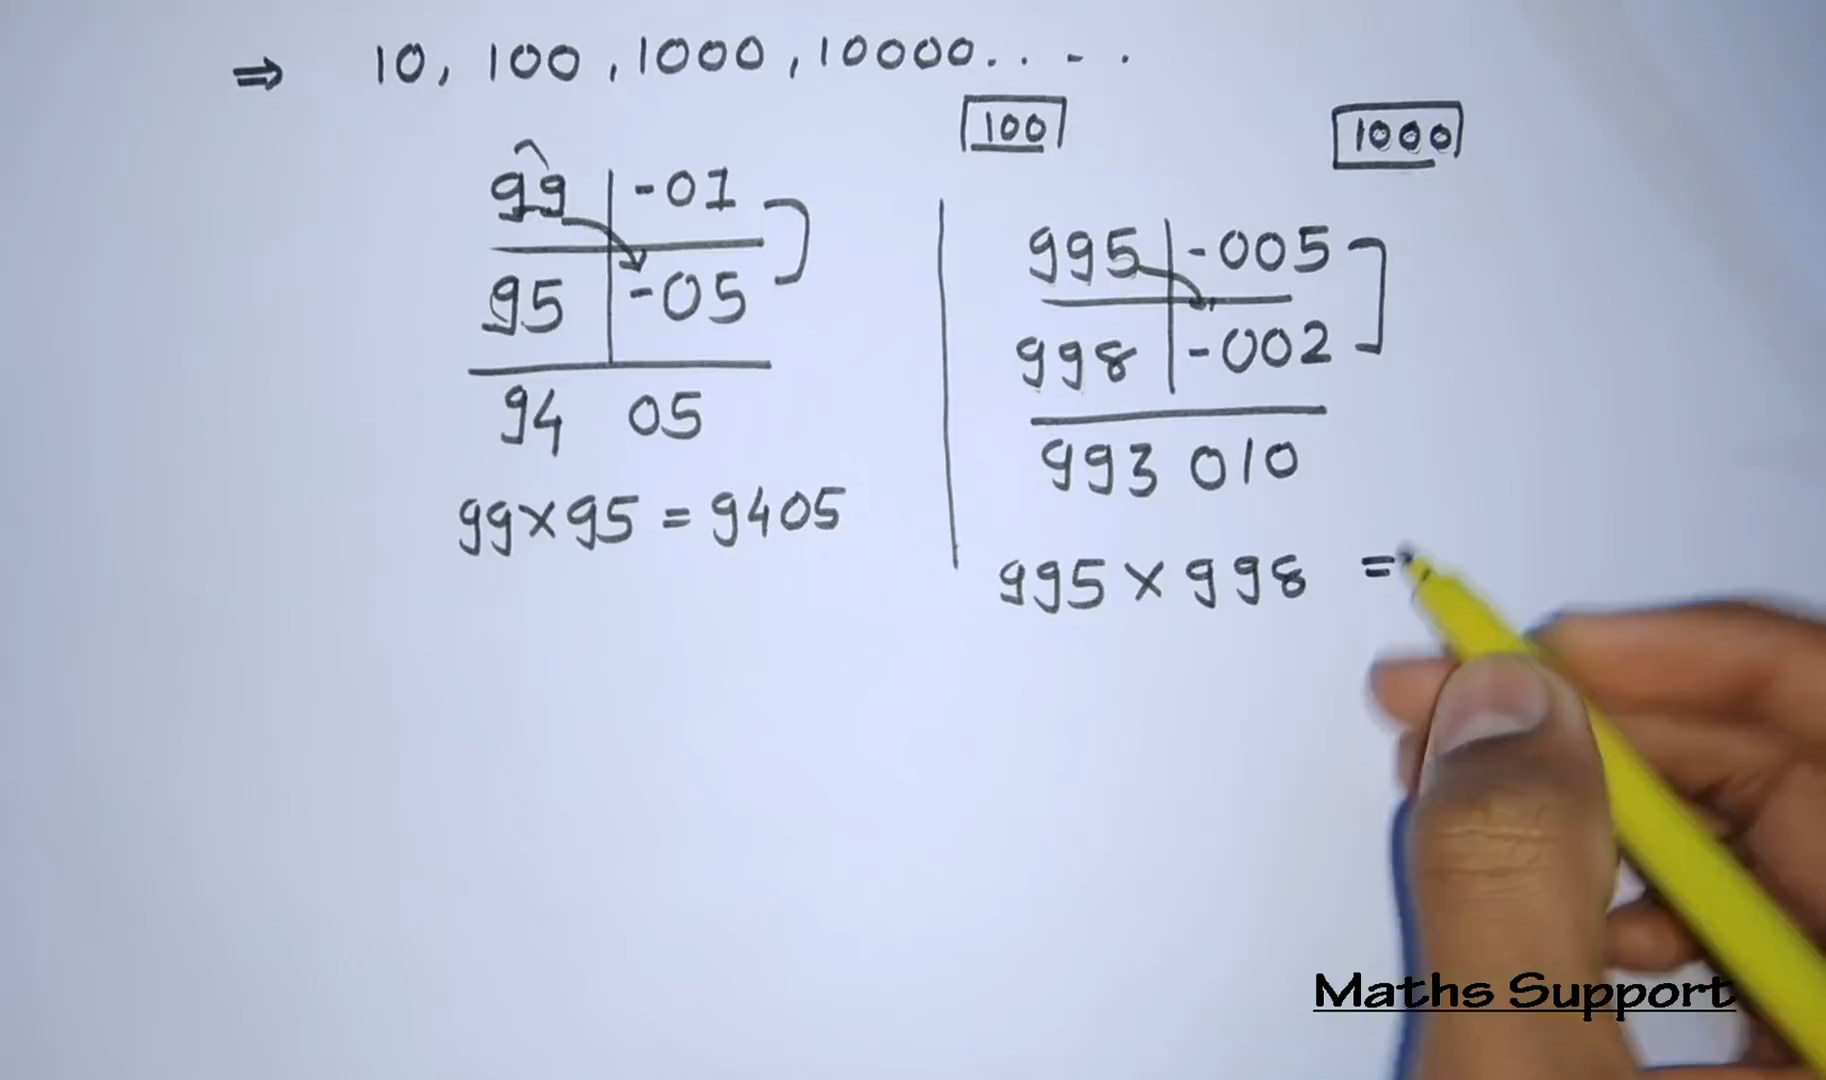 ⇒ 10, 100, 1000, 10000. . - .
100
1000
99 | -01
95 | -05
94 05
99 × 95 = 9405
995 | -005
998 | -002
993 010
995 × 998 =
Maths Support